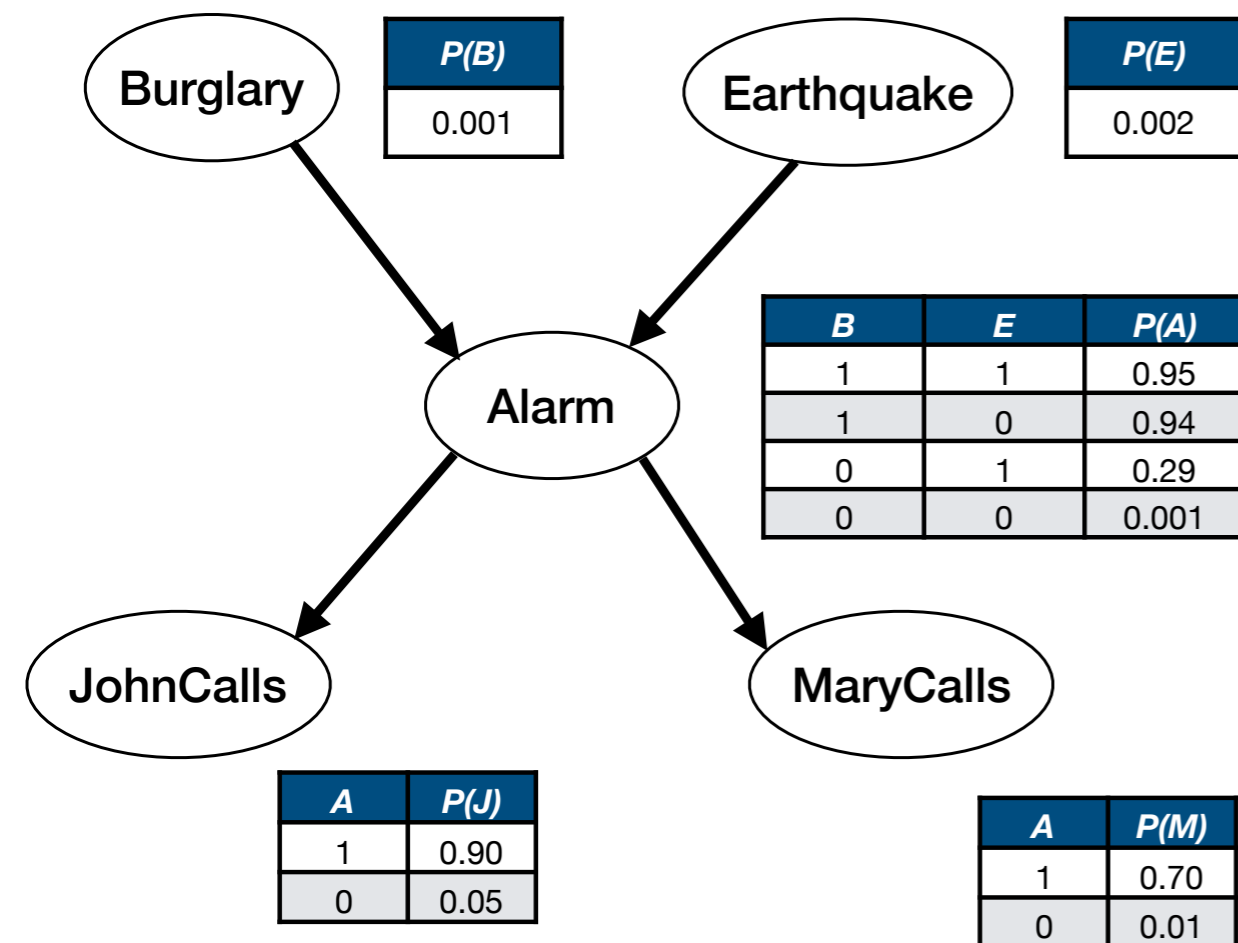 Burglary
P(B)
0.001
Earthquake
P(E)
0.002
Alarm
B E P(A)
1 1 0.95
1 0 0.94
0 1 0.29
0 0 0.001
JohnCalls
MaryCalls
A P(J)
1 0.90
0 0.05
A P(M)
1 0.70
0 0.01